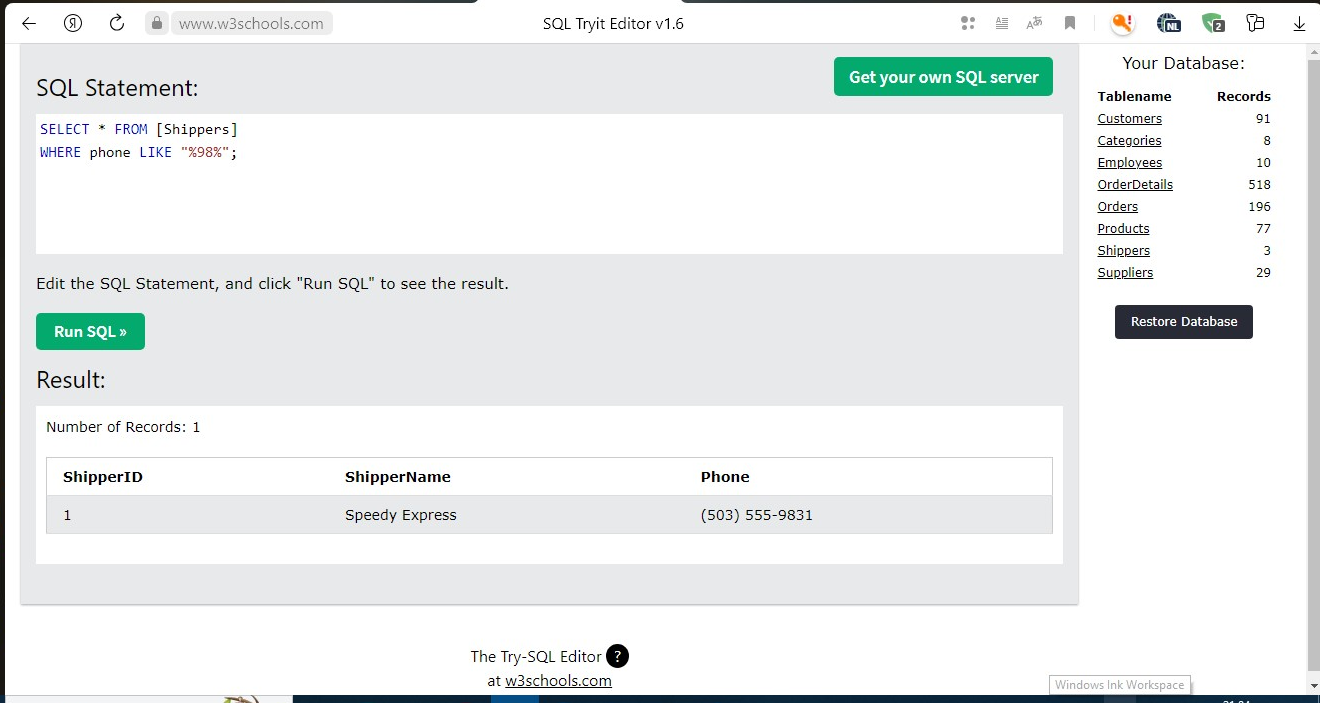 www.w3schools.com
SQL Tryit Editor v1.6
NL
2
SQL Statement:
Get your own SQL server
SELECT * FROM [Shippers]
WHERE phone LIKE "%98%";
Edit the SQL Statement, and click "Run SQL" to see the result.
Run SQL »
Result:
Number of Records: 1
ShipperID ShipperName Phone
1 Speedy Express (503) 555-9831
The Try-SQL Editor ?
at w3schools.com
Your Database:
Tablename Records
Customers 91
Categories 8
Employees 10
OrderDetails 518
Orders 196
Products 77
Shippers 3
Suppliers 29
Restore Database
Windows Ink Workspace